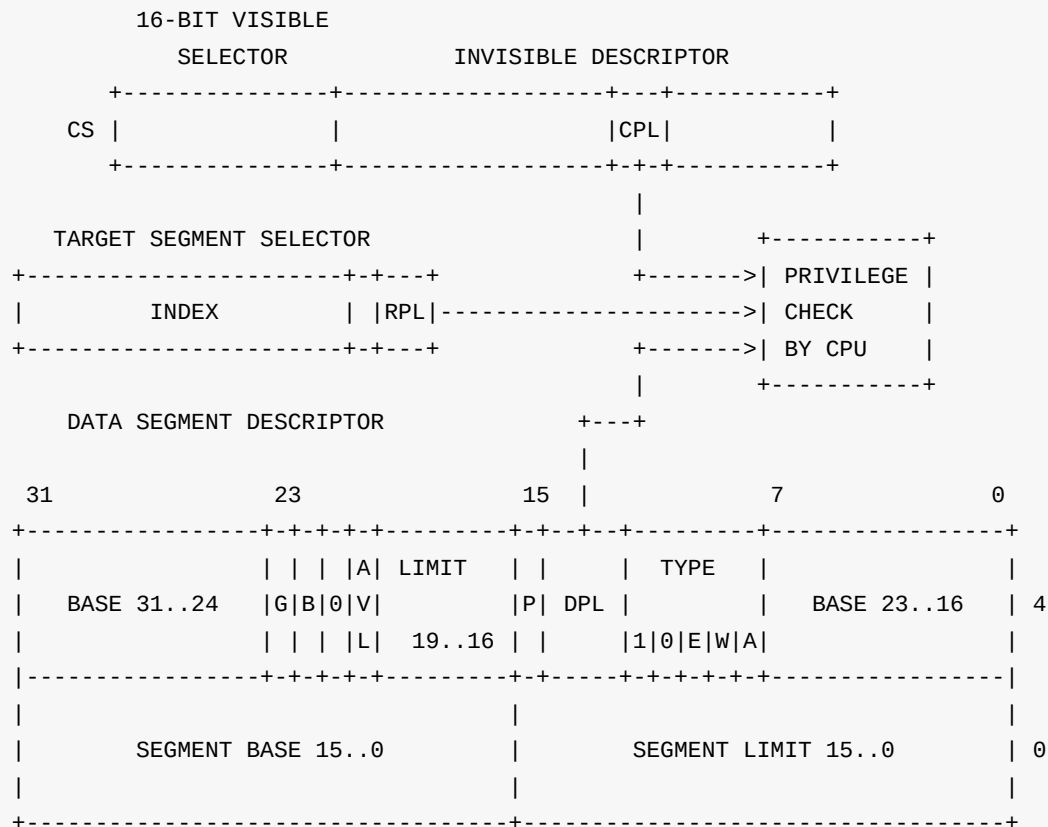 16-BIT VISIBLE
SELECTOR INVISIBLE DESCRIPTOR
CS CPL
TARGET SEGMENT SELECTOR
PRIVILEGE
INDEX RPL CHECK
BY CPU
DATA SEGMENT DESCRIPTOR
31 23 15 7 0
A LIMIT TYPE
BASE 31..24 G B 0 V P DPL BASE 23..16 4
L 19..16 1 0 E W A
SEGMENT BASE 15..0 SEGMENT LIMIT 15..0 0